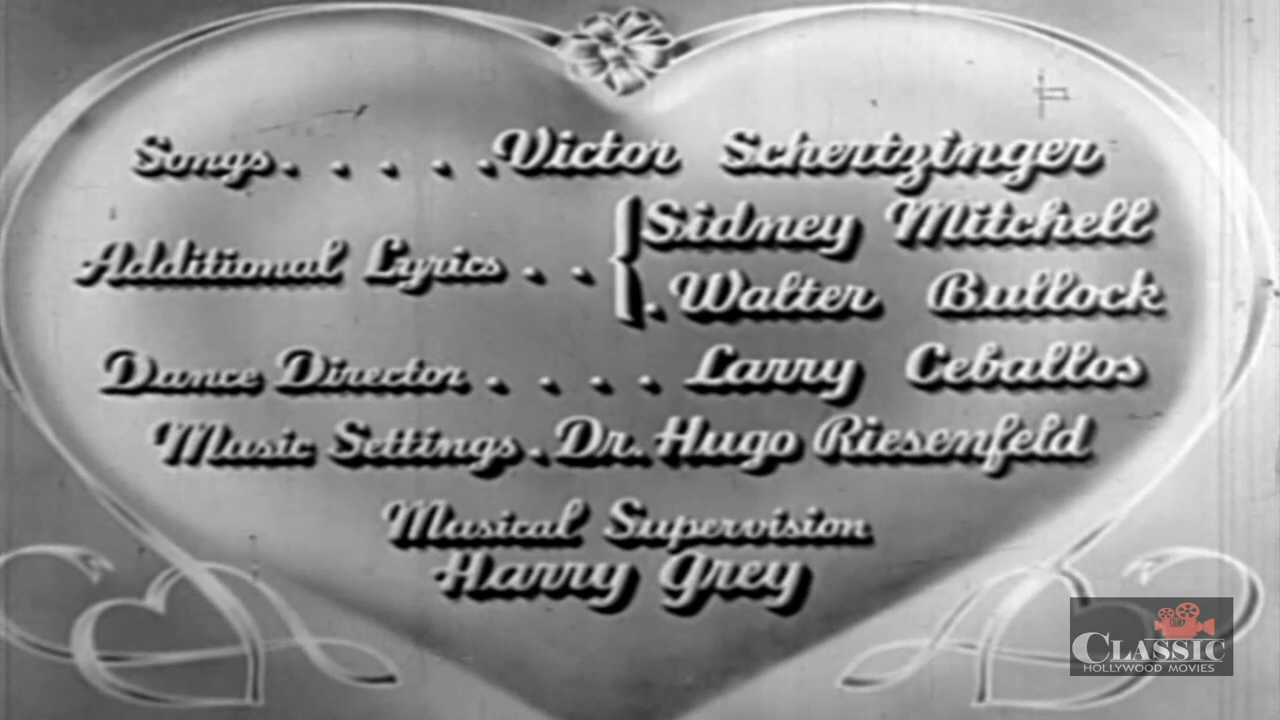 Songs. . . . . .Victor Schertzinger
Additional Lyrics . . {Sidney Mitchell
.Walter Bullock
Dance Director . . . . Larry Ceballos
Music Settings . Dr. Hugo Riesenfeld
Musical Supervision
Harry Grey
CLASSIC
HOLLYWOOD MOVIES